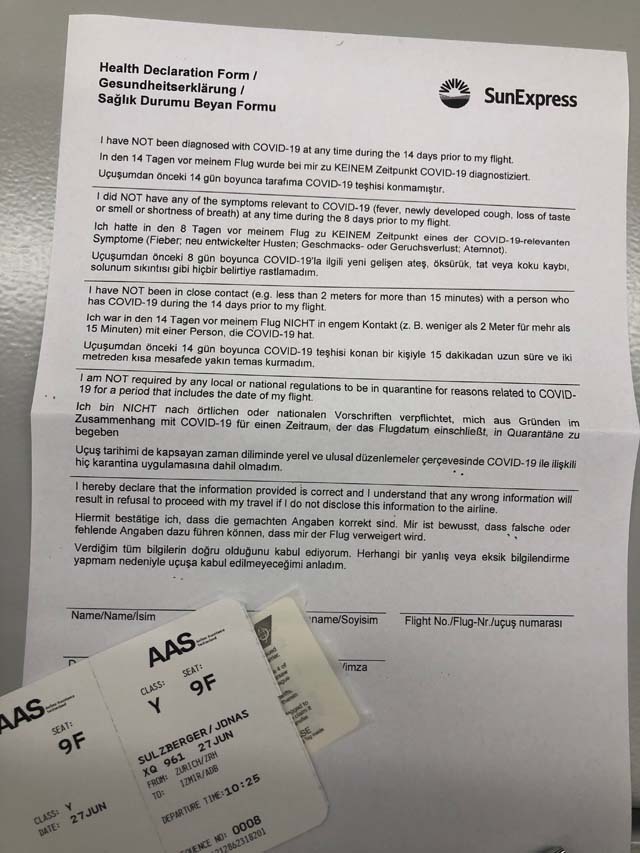 Health Declaration Form /
Gesundheitserklärung /
Sağlık Durumu Beyan Formu
SunExpress
I have NOT been diagnosed with COVID-19 at any time during the 14 days prior to my flight.
In den 14 Tagen vor meinem Flug wurde bei mir zu KEINEM Zeitpunkt COVID-19 diagnostiziert.
Uçuşumdan önceki 14 gün boyunca tarafıma COVID-19 teşhisi konmamıştır.
I did NOT have any of the symptoms relevant to COVID-19 (fever, newly developed cough, loss of taste
or smell or shortness of breath) at any time during the 8 days prior to my flight.
Ich hatte in den 8 Tagen vor meinem Flug zu KEINEM Zeitpunkt eines der COVID-19-relevanten
Symptome (Fieber; neu entwickelter Husten; Geschmacks- oder Geruchsverlust; Atemnot).
Uçuşumdan önceki 8 gün boyunca COVID-19'la ilgili yeni gelişen ateş, öksürük, tat veya koku kaybı,
solunum sıkıntısı gibi hiçbir belirtiye rastlamadım.
I have NOT been in close contact (e.g. less than 2 meters for more than 15 minutes) with a person who
has COVID-19 during the 14 days prior to my flight.
Ich war in den 14 Tagen vor meinem Flug NICHT in engem Kontakt (z. B. weniger als 2 Meter für mehr als
15 Minuten) mit einer Person, die COVID-19 hat.
Uçuşumdan önceki 14 gün boyunca COVID-19 teşhisi konan bir kişiyle 15 dakikadan uzun süre ve iki
metreden kısa mesafede yakın temas kurmadım.
I am NOT required by any local or national regulations to be in quarantine for reasons related to COVID-
19 for a period that includes the date of my flight.
Ich bin NICHT nach örtlichen oder nationalen Vorschriften verpflichtet, mich aus Gründen im
Zusammenhang mit COVID-19 für einen Zeitraum, der das Flugdatum einschließt, in Quarantäne zu
begeben
Uçuş tarihimi de kapsayan zaman diliminde yerel ve ulusal düzenlemeler çerçevesinde COVID-19 ile ilişkili
hiç karantina uygulamasına dahil olmadım.
I hereby declare that the information provided is correct and I understand that any wrong information will
result in refusal to proceed with my travel if I do not disclose this information to the airline.
Hiermit bestätige ich, dass die gemachten Angaben korrekt sind. Mir ist bewusst, dass falsche oder
fehlende Angaben dazu führen können, dass mir der Flug verweigert wird.
Verdiğim tüm bilgilerin doğru olduğunu kabul ediyorum. Herhangi bir yanlış veya eksik bilgilendirme
yapmam nedeniyle uçuşa kabul edilmeyeceğimi anladım.
Name/Name/İsim
name/Soyisim
Flight No./Flug-Nr./uçuş numarası
/imza
AAS
SEAT:
9F
CLASS: Y
DATE: 27JUN
AAS
CLASS: SEAT:
Y 9F
SULZBERGER/JONAS
XQ 961 27JUN
FROM: ZURICH/ZRH
TO: IZMIR/ADB
DEPARTURE TIME:10:25
UENCE NO: 0008